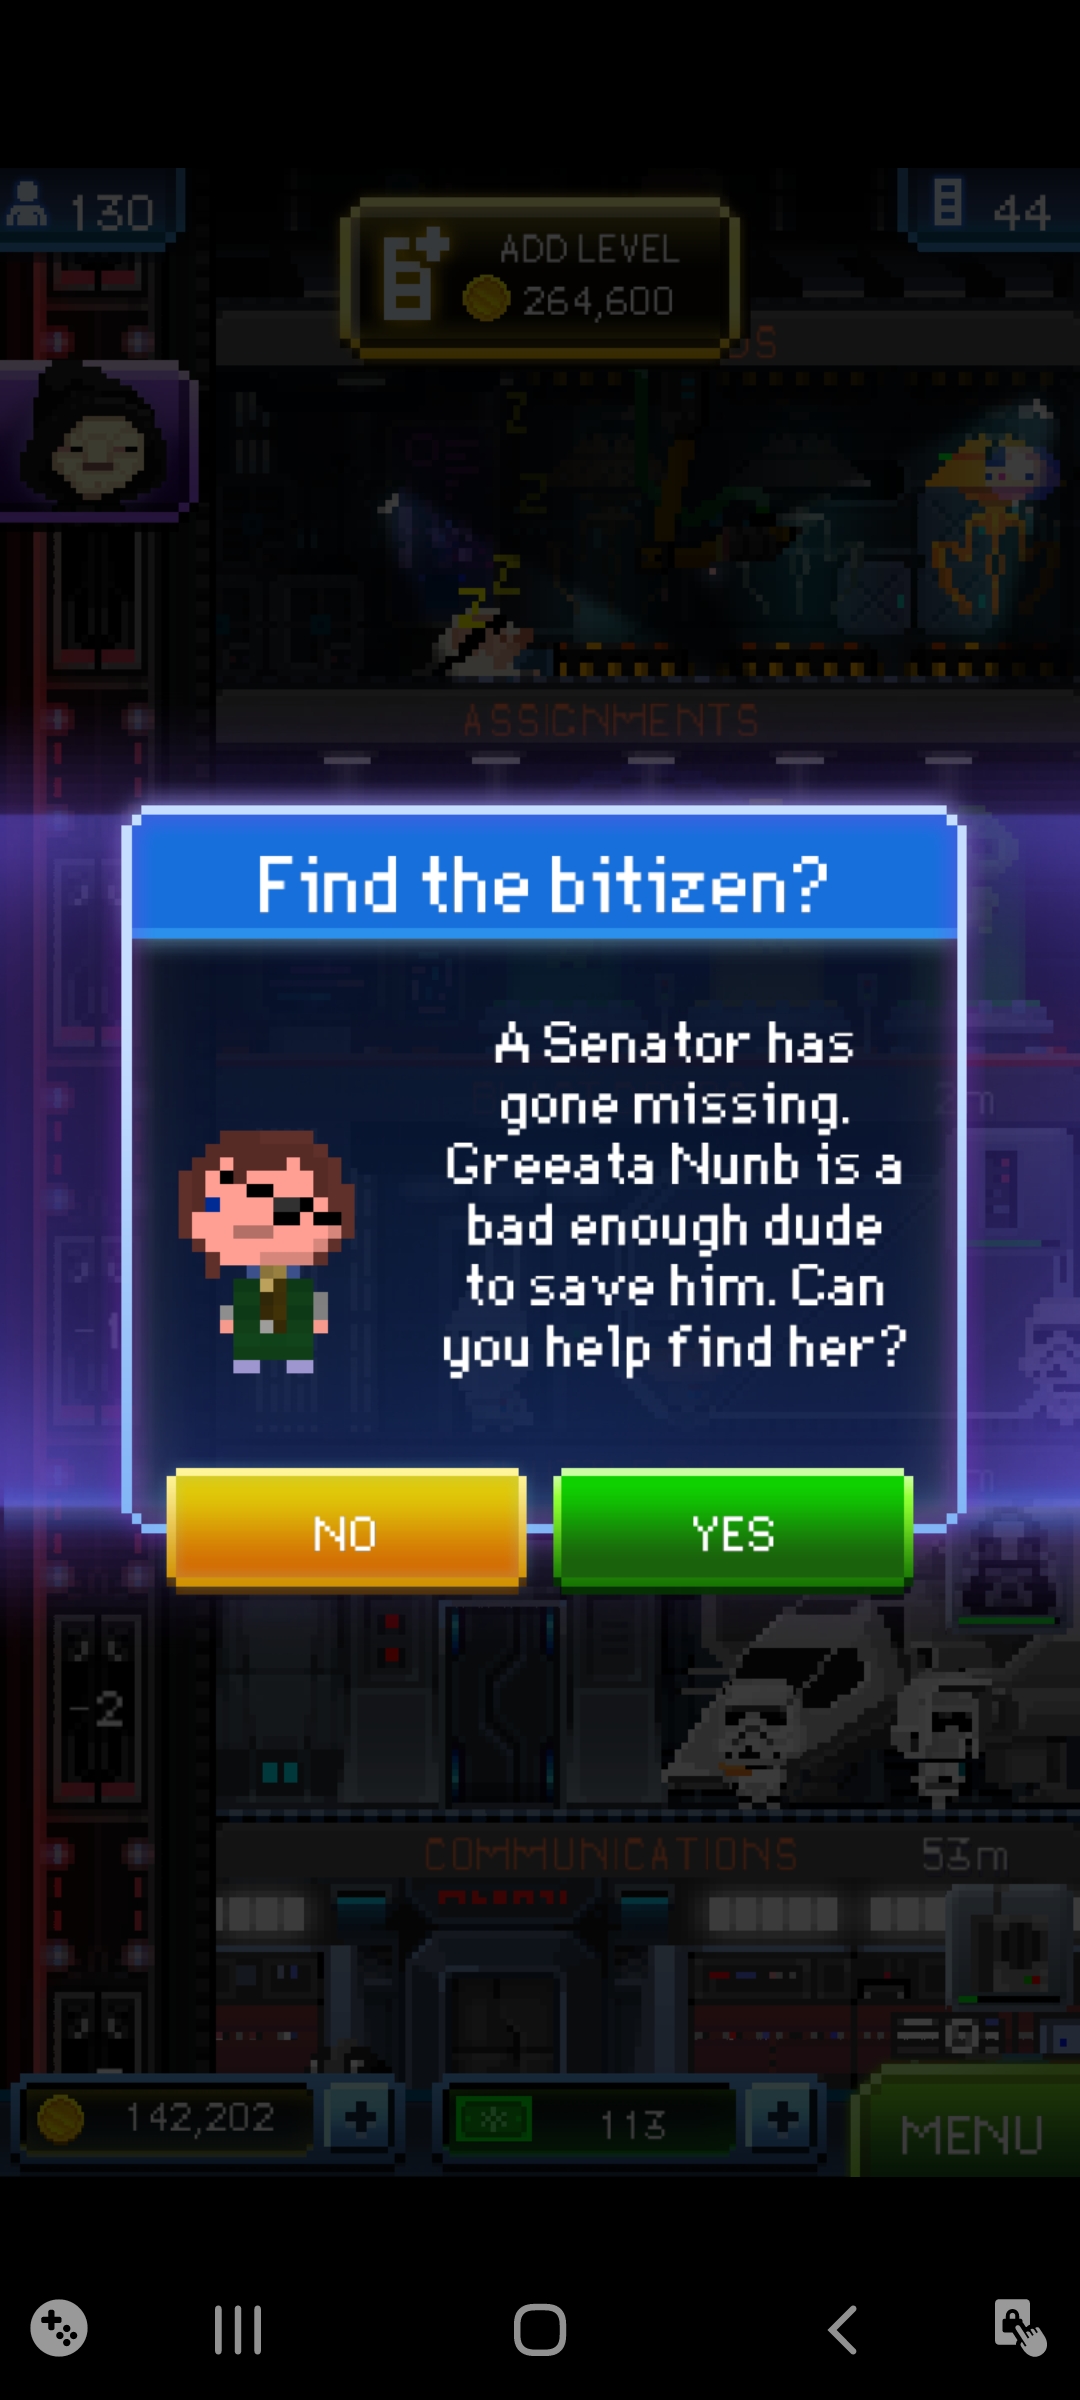 130
44
ADD LEVEL
264,600
Z
Z
Z
Z
ASSIGNMENTS
Find the bitizen?
A Senator has
gone missing.
Greeata Nunb is a
bad enough dude
to save him. Can
you help find her?
NO
YES
-2
COMMUNICATIONS
53m
142,202
113
MENU